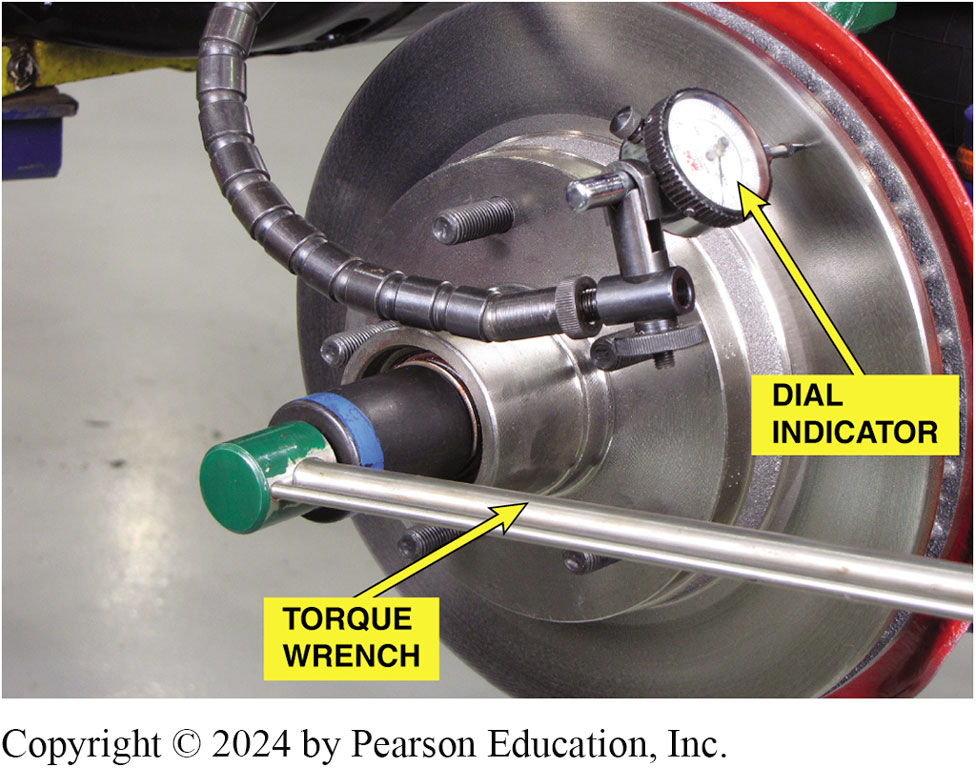 DIAL
INDICATOR
TORQUE
WRENCH
Copyright © 2024 by Pearson Education, Inc.